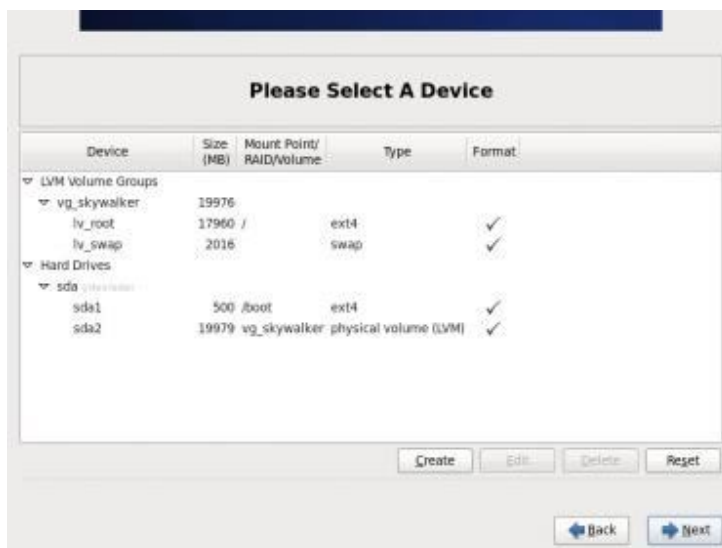 Please Select A Device
Device Size (MB) Mount Point/ RAID/Volume Type Format
LVM Volume Groups
vg_skywalker 19976
lv_root 17960 / ext4 ✓
lv_swap 2016 swap ✓
Hard Drives
sda
sda1 500 /boot ext4 ✓
sda2 19979 vg_skywalker physical volume (LVM) ✓
Create Edit Delete Reset
Back Next